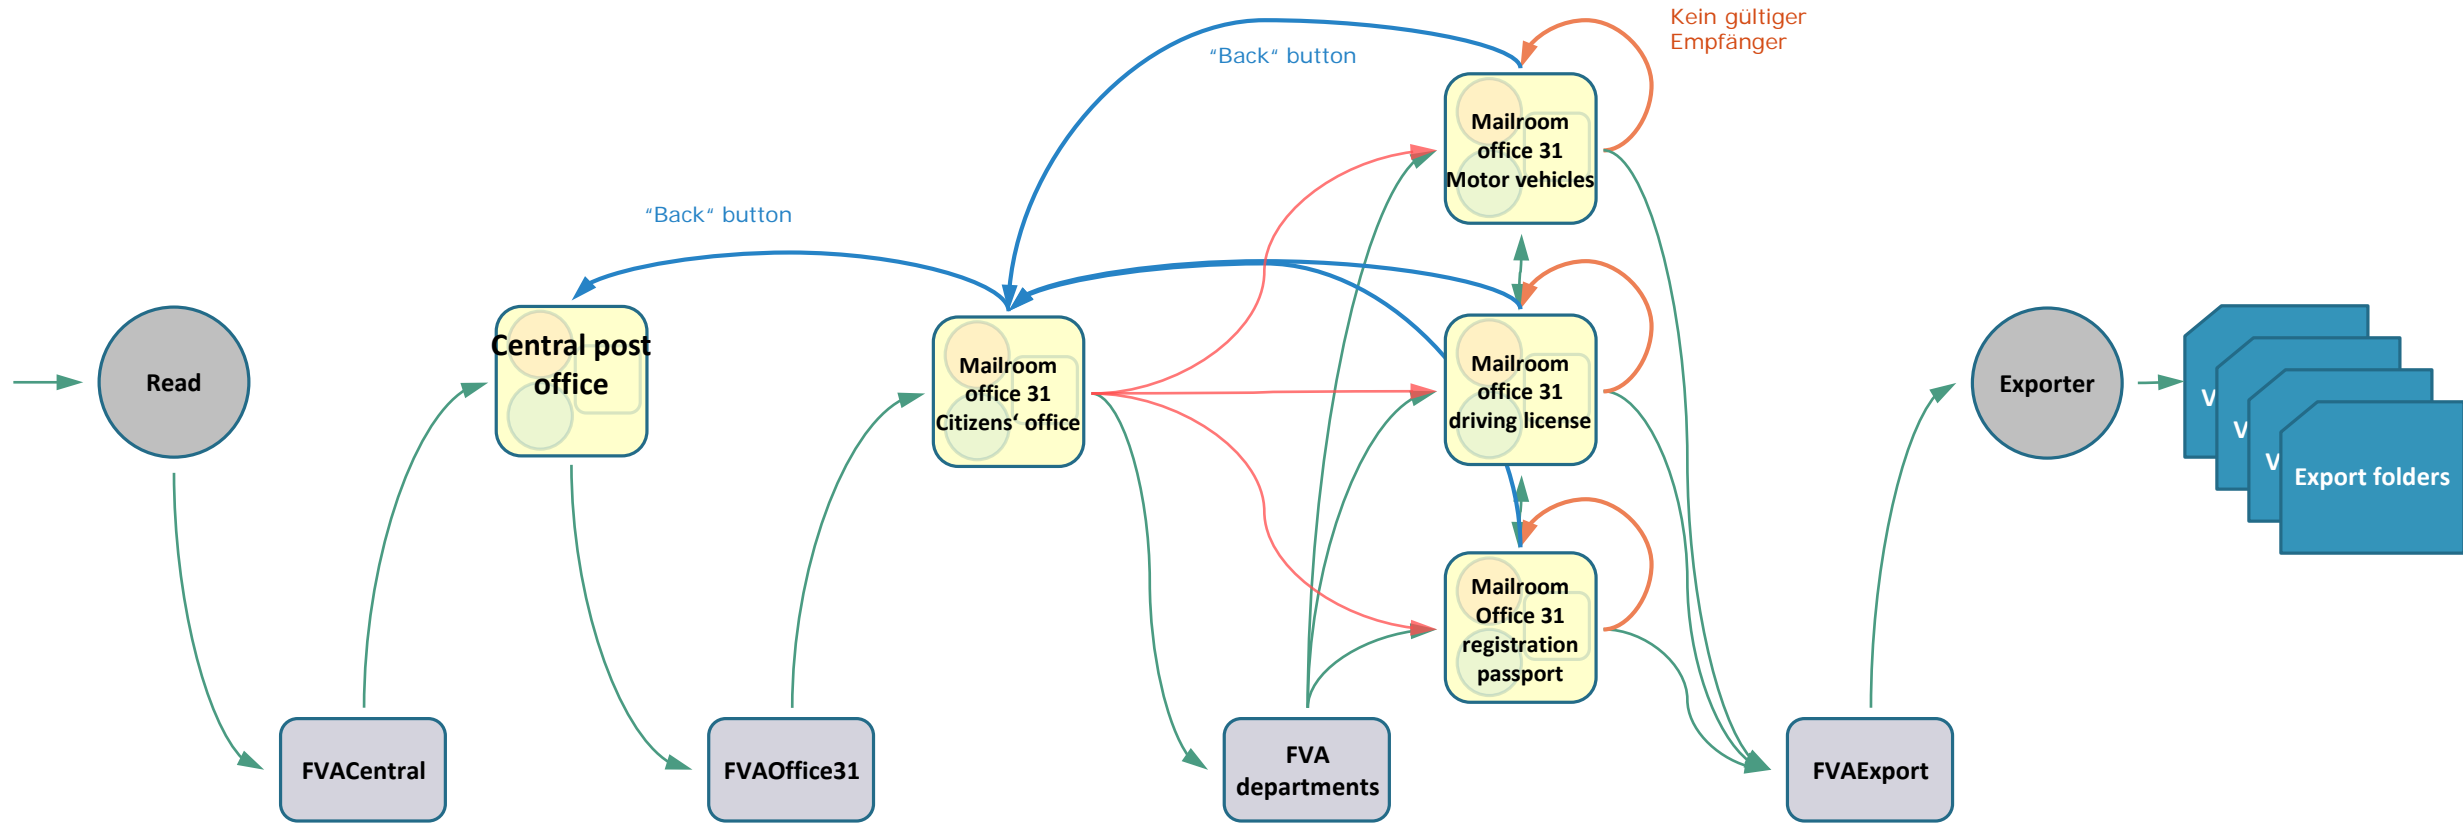 Kein gültiger
Empfänger
“Back“ button
Mailroom
office 31
Motor vehicles
“Back“ button
Read
Central post
office
Mailroom
office 31
Citizens‘ office
Mailroom
office 31
driving license
Exporter
V
V
V
Export folders
Mailroom
Office 31
registration
passport
FVACentral
FVAOffice31
FVA
departments
FVAExport